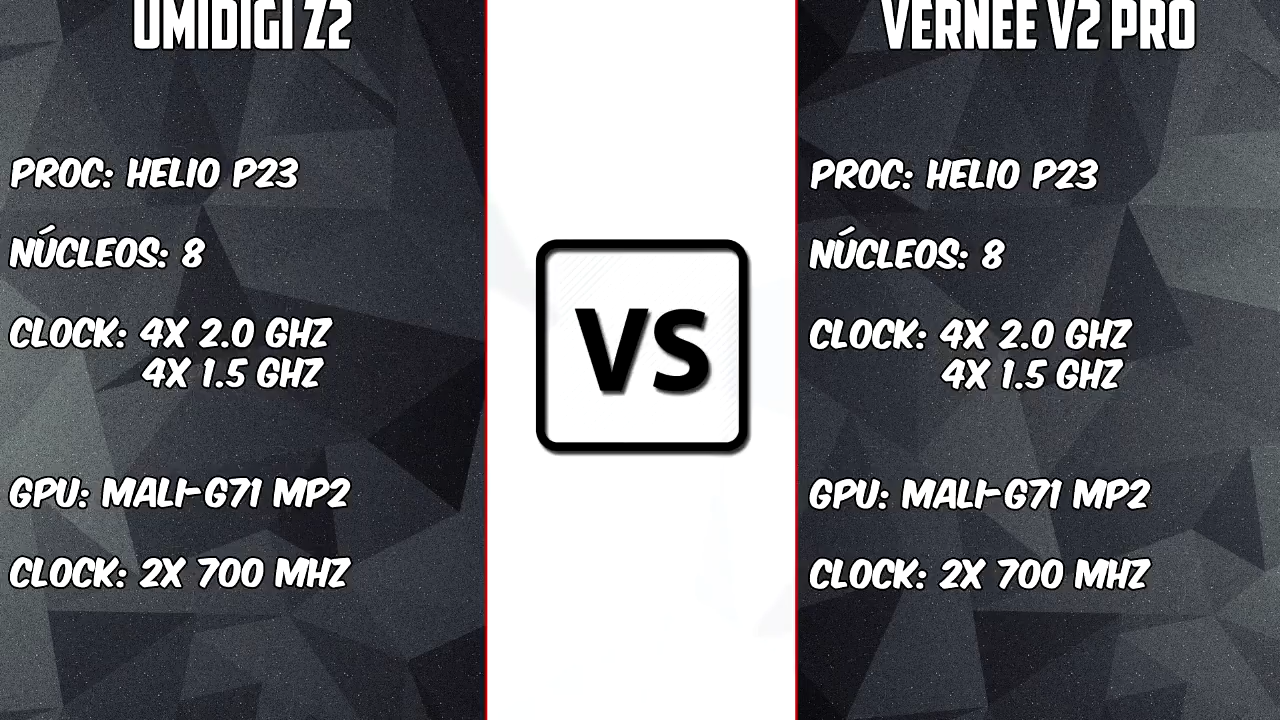 UMIDIGI Z2
PROC: HELIO P23
NÚCLEOS: 8
CLOCK: 4X 2.0 GHZ
4X 1.5 GHZ
GPU: MALI-G71 MP2
CLOCK: 2X 700 MHZ
VS
VERNEE V2 PRO
PROC: HELIO P23
NÚCLEOS: 8
CLOCK: 4X 2.0 GHZ
4X 1.5 GHZ
GPU: MALI-G71 MP2
CLOCK: 2X 700 MHZ